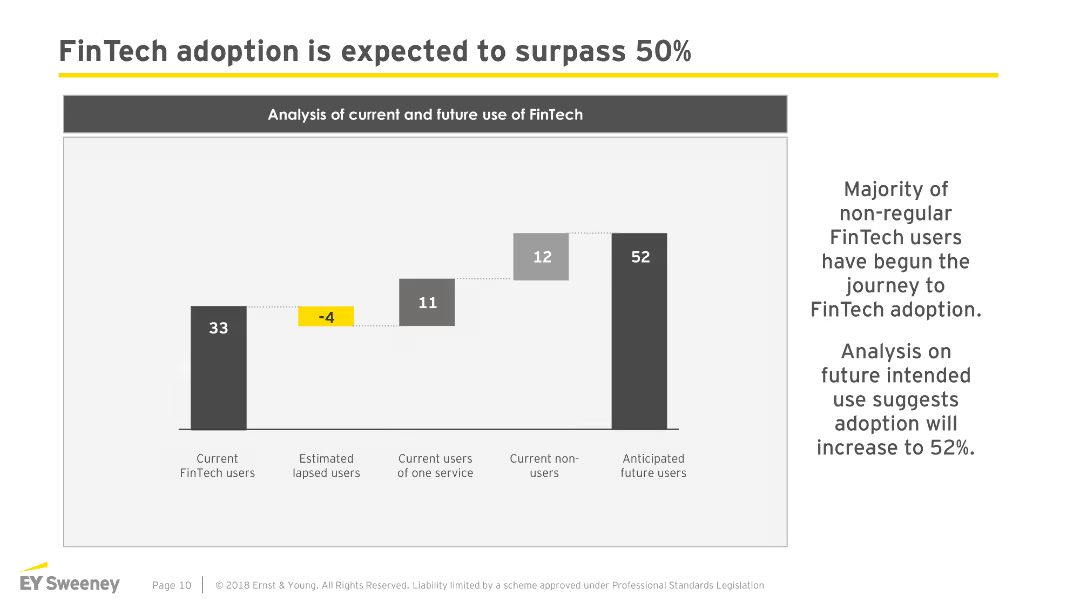 FinTech adoption is expected to surpass 50%
Analysis of current and future use of FinTech
33
-4
11
12
52
Current
FinTech users
Estimated
lapsed users
Current users
of one service
Current non-
users
Anticipated
future users
Majority of
non-regular
FinTech users
have begun the
journey to
FinTech adoption.
Analysis on
future intended
use suggests
adoption will
increase to 52%.
EY Sweeney
Page 10
© 2018 Ernst & Young. All Rights Reserved. Liability limited by a scheme approved under Professional Standards Legislation